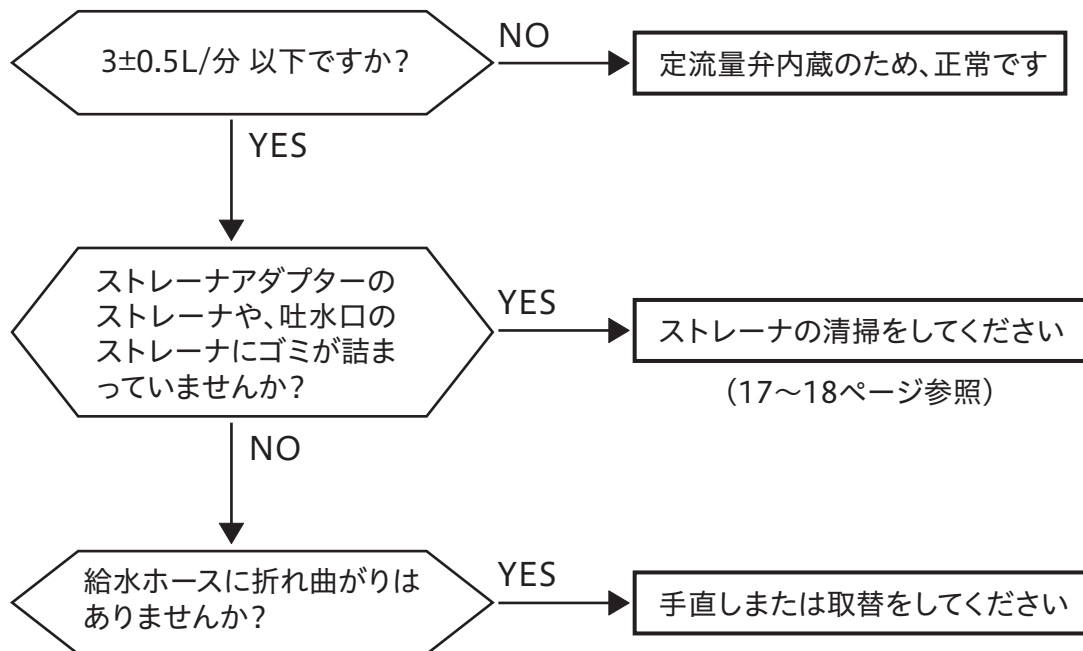 3±0.5L/分 以下ですか？
NO
定流量弁内蔵のため、正常です
YES
ストレーナアダプターの
ストレーナや、吐水口の
ストレーナにゴミが詰ま
っていませんか？
YES
ストレーナの清掃をしてください
（17～18ページ参照）
NO
給水ホースに折れ曲がりは
ありませんか？
YES
手直しまたは取替をしてください